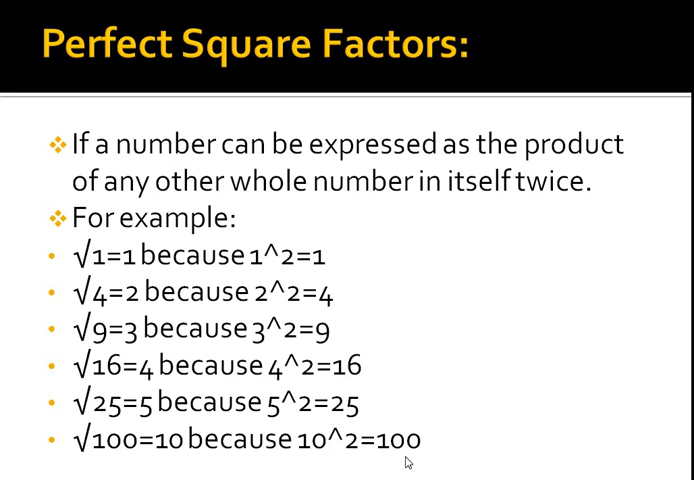 Perfect Square Factors:
If a number can be expressed as the product
of any other whole number in itself twice.
For example:
√1=1 because 1^2=1
√4=2 because 2^2=4
√9=3 because 3^2=9
√16=4 because 4^2=16
√25=5 because 5^2=25
√100=10 because 10^2=100